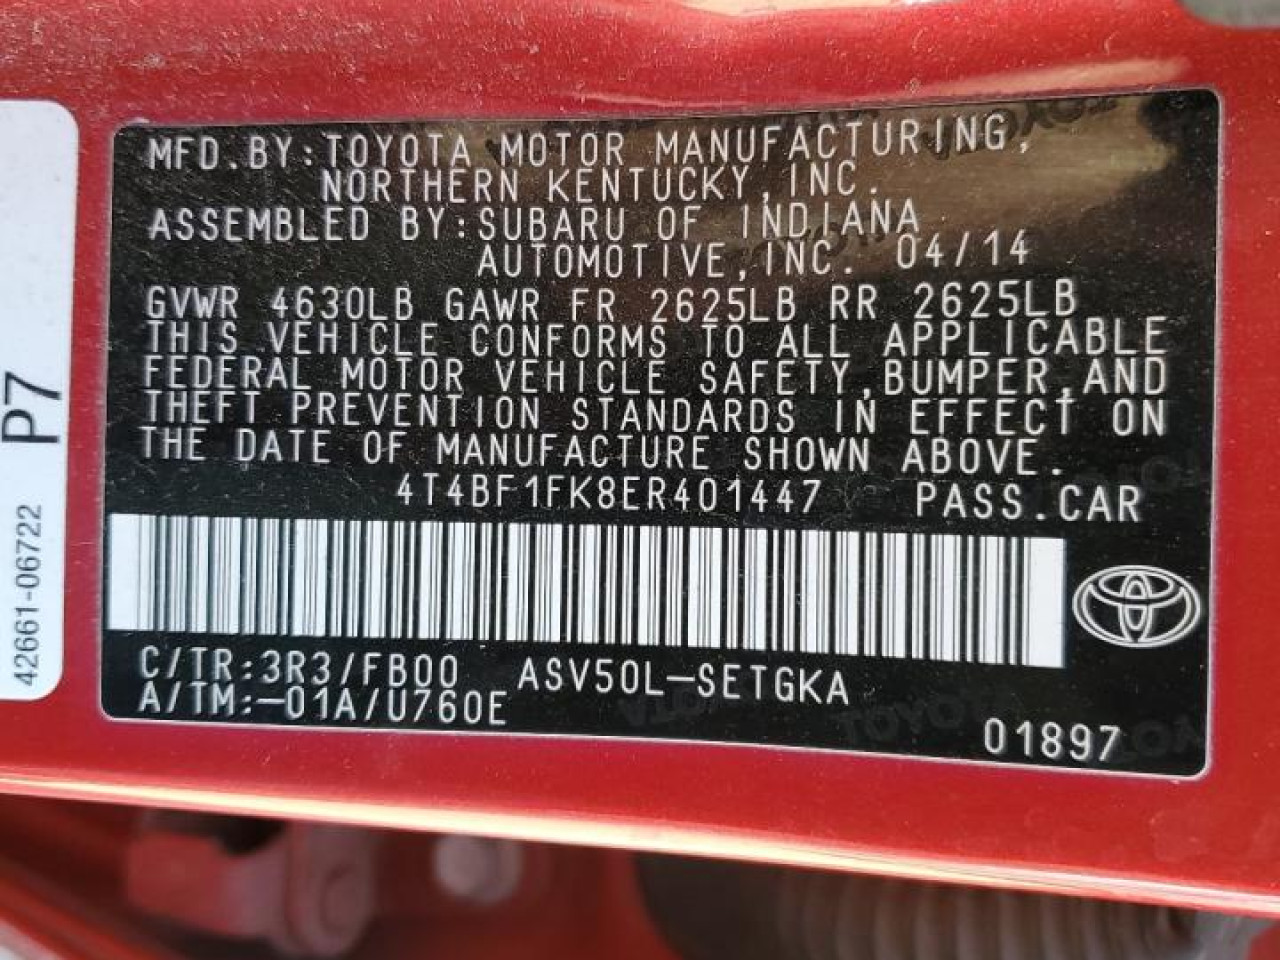 MFD.BY:TOYOTA MOTOR MANUFACTURING,
NORTHERN KENTUCKY,INC.
ASSEMBLED BY:SUBARU OF INDIANA
AUTOMOTIVE,INC. 04/14
GVWR 4630LB GAWR FR 2625LB RR 2625LB
THIS VEHICLE CONFORMS TO ALL APPLICABLE
FEDERAL MOTOR VEHICLE SAFETY,BUMPER,AND
THEFT PREVENTION STANDARDS IN EFFECT ON
THE DATE OF MANUFACTURE SHOWN ABOVE.
4T4BF1FK8ER401447 PASS.CAR
C/TR:3R3/FB00 ASV50L-SETGKA
A/TM:-01A/U760E
01897
42661-06722 P7